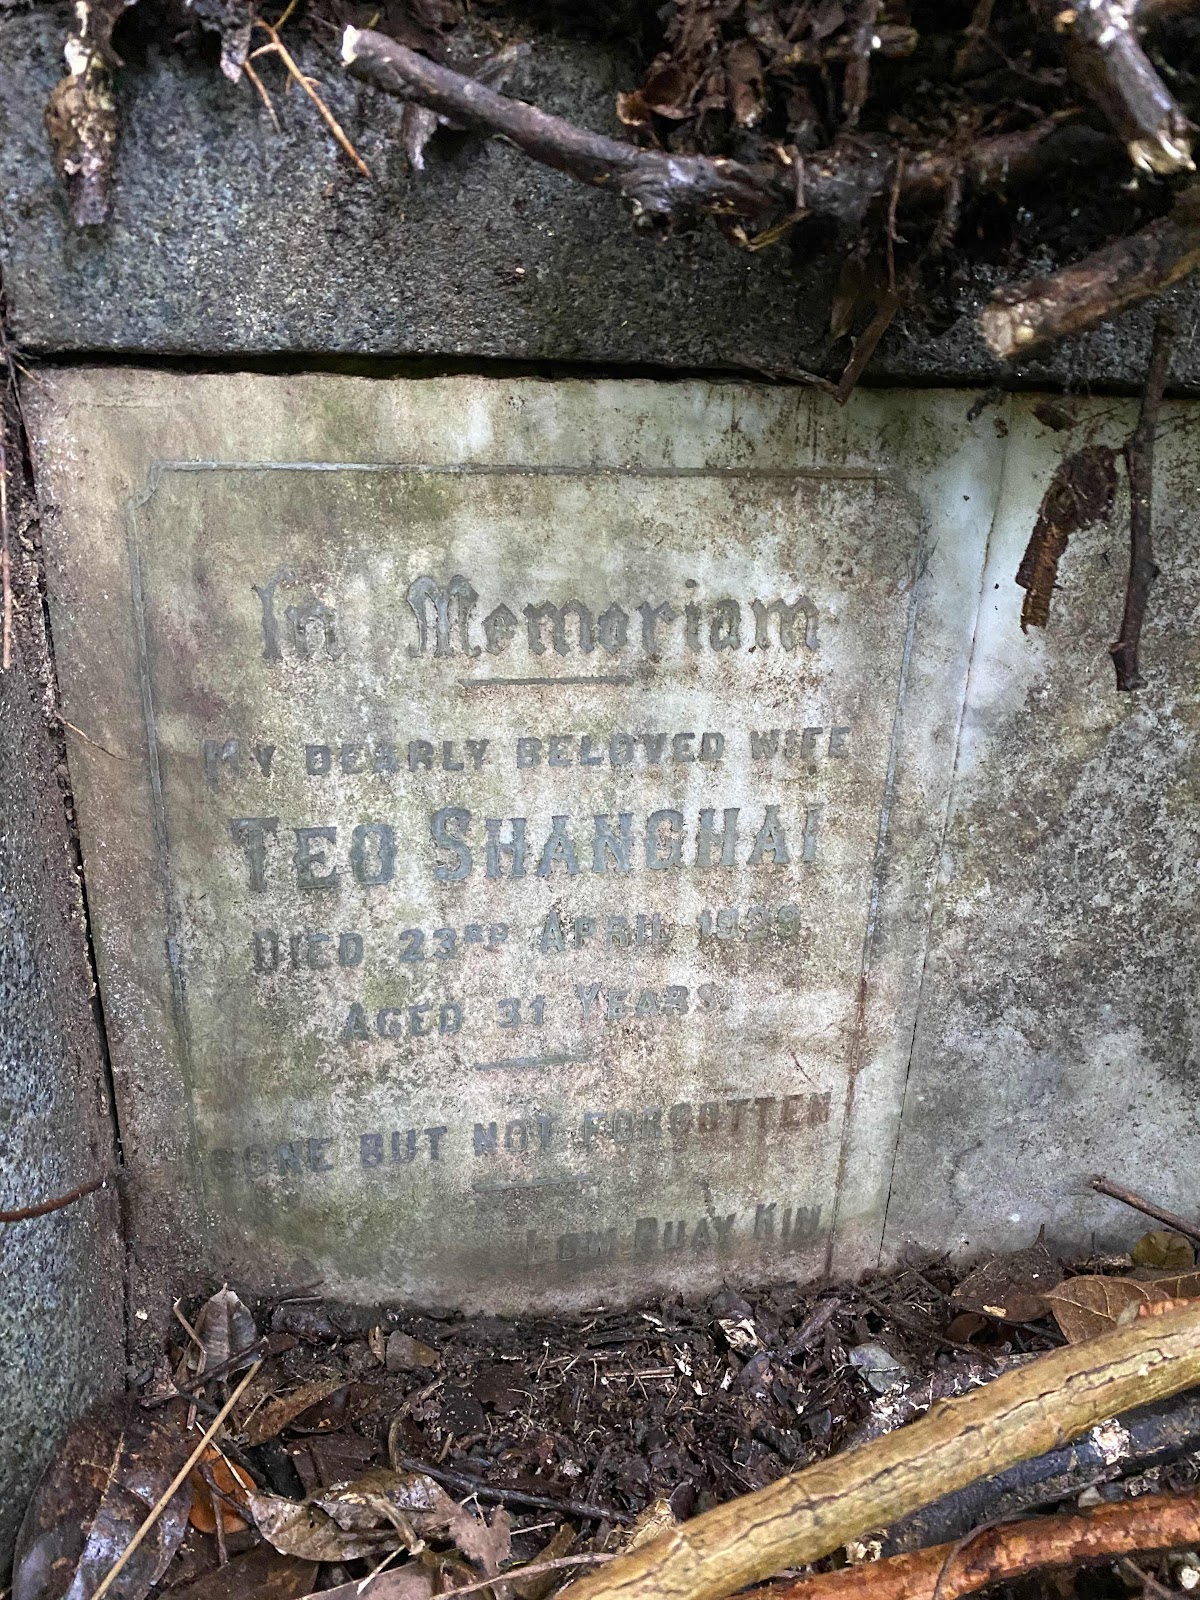 In Memoriam
MY DEARLY BELOVED WIFE
TEO SHANGHAI
DIED 23RD APRIL
AGED 31 YEARS.
GONE BUT NOT FORGOTTEN
LOW QUAY KIM